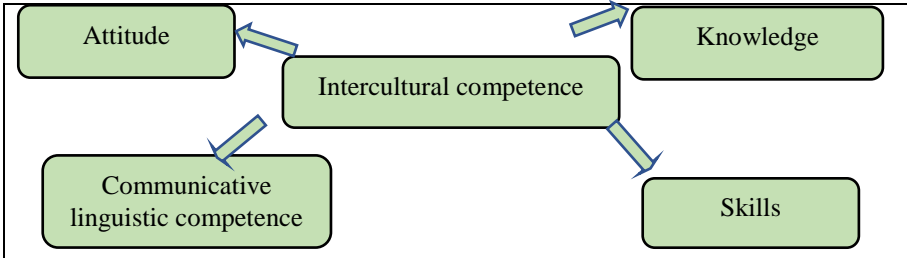 Attitude
Knowledge
Intercultural competence
Communicative
linguistic competence
Skills